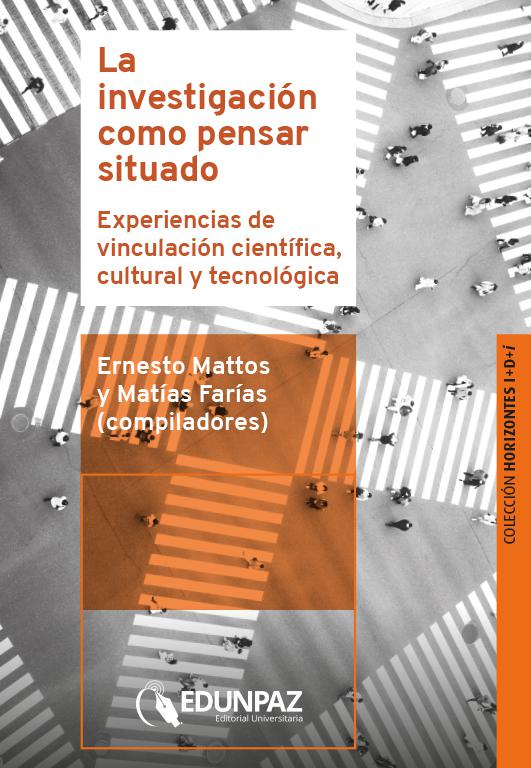 La
investigación
como pensar
situado
Experiencias de
vinculación científica,
cultural y tecnológica
Ernesto Mattos
y Matías Farías
(compiladores)
COLECCIÓN HORIZONTES I+D+i
EDUNPAZ
Editorial Universitaria